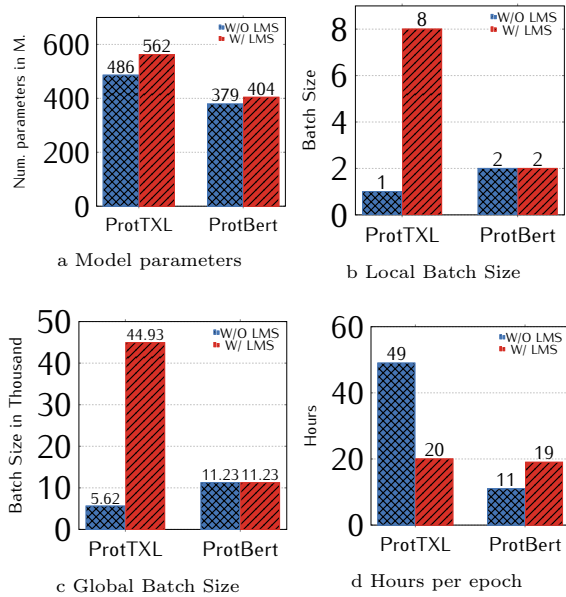 Num. parameters in M.
600
400
200
0
W/O LMS
W/ LMS
486
562
379
404
ProtTXL
ProtBert
a Model parameters
Batch Size
8
6
4
2
0
W/O LMS
W/ LMS
1
8
2
2
ProtTXL
ProtBert
b Local Batch Size
Batch Size in Thousand
50
40
30
20
10
0
W/O LMS
W/ LMS
5.62
44.93
11.23
11.23
ProtTXL
ProtBert
c Global Batch Size
Hours
60
40
20
0
W/O LMS
W/ LMS
49
20
11
19
ProtTXL
ProtBert
d Hours per epoch